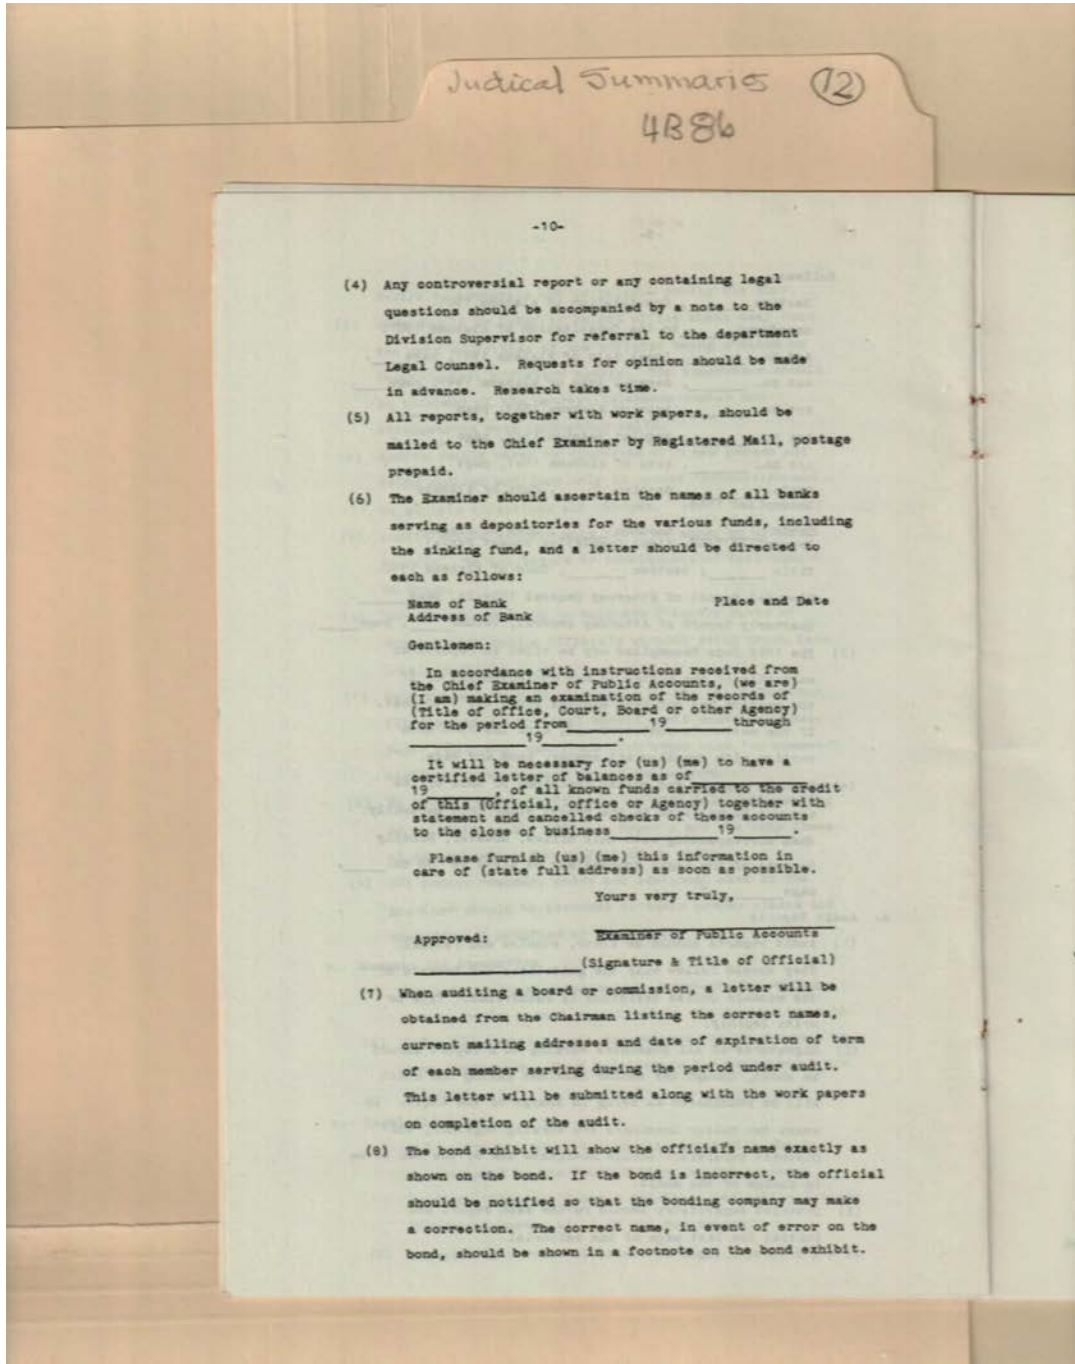 Judical Summaries (12)
4B86
-10-
(4) Any controversial report or any containing legal
questions should be accompanied by a note to the
Division Supervisor for referral to the department
Legal Counsel. Requests for opinion should be made
in advance. Research takes time.
(5) All reports, together with work papers, should be
mailed to the Chief Examiner by Registered Mail, postage
prepaid.
(6) The Examiner should ascertain the names of all banks
serving as depositories for the various funds, including
the sinking fund, and a letter should be directed to
each as follows:
Name of Bank Place and Date
Address of Bank
Gentlemen:
In accordance with instructions received from
the Chief Examiner of Public Accounts, (we are)
(I am) making an examination of the records of
(Title of office, Court, Board or other Agency)
for the period from________19______through
__________19______.
It will be necessary for (us) (me) to have a
certified letter of balances as of__________
19______, of all known funds carried to the credit
of this (Official, office or Agency) together with
statement and cancelled checks of these accounts
to the close of business__________19_____.
Please furnish (us) (me) this information in
care of (state full address) as soon as possible.
Yours very truly,
Approved: Examiner of Public Accounts
______________(Signature & Title of Official)
(7) When auditing a board or commission, a letter will be
obtained from the Chairman listing the correct names,
current mailing addresses and date of expiration of term
of each member serving during the period under audit.
This letter will be submitted along with the work papers
on completion of the audit.
(8) The bond exhibit will show the official's name exactly as
shown on the bond. If the bond is incorrect, the official
should be notified so that the bonding company may make
a correction. The correct name, in event of error on the
bond, should be shown in a footnote on the bond exhibit.